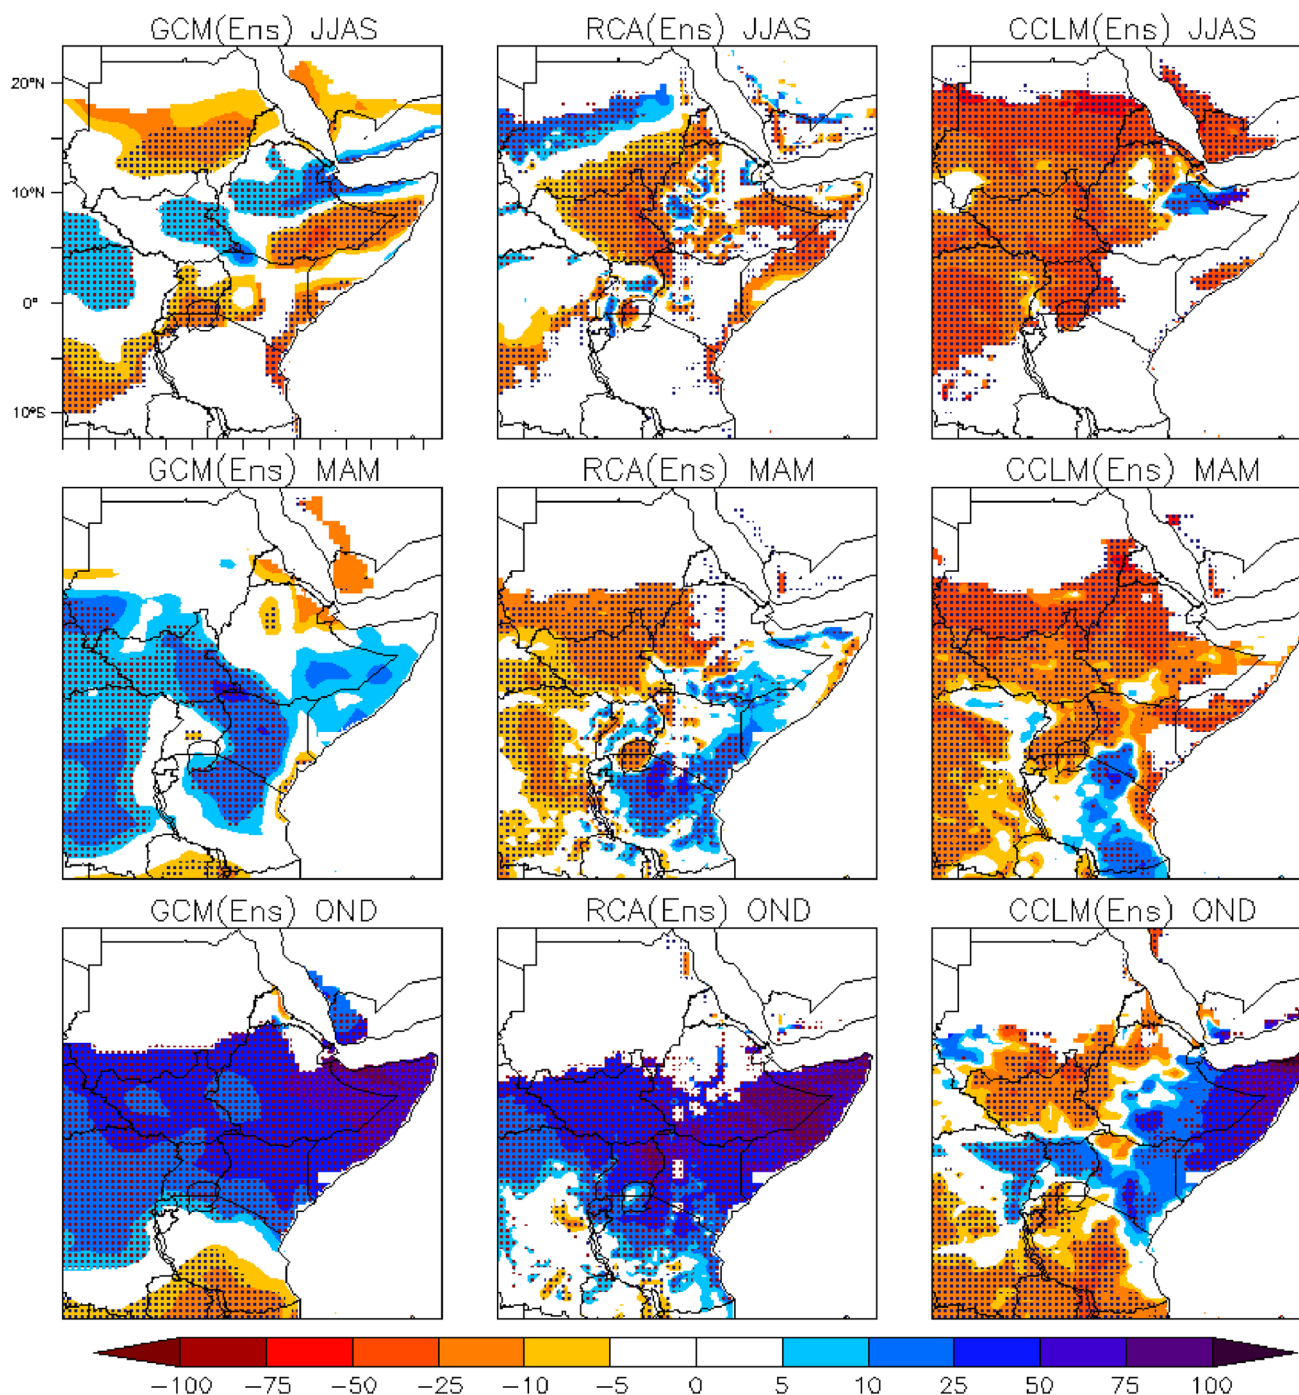 GCM(Ens) JJAS
RCA(Ens) JJAS
CCLM(Ens) JJAS
20°N
10°N
0°
10°S
GCM(Ens) MAM
RCA(Ens) MAM
CCLM(Ens) MAM
GCM(Ens) OND
RCA(Ens) OND
CCLM(Ens) OND
−100 −75 −50 −25 −10 −5 0 5 10 25 50 75 100